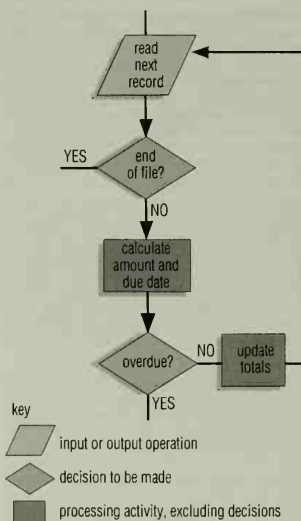 read
next
record
YES
end
of file?
NO
calculate
amount and
due date
overdue?
NO
update
totals
YES
key
input or output operation
decision to be made
processing activity, excluding decisions